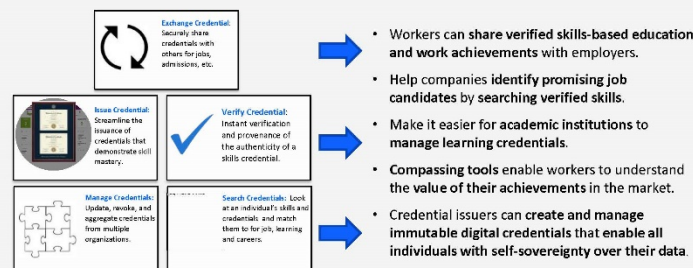 Exchange Credential:
Securely share
credentials with
others for jobs,
admissions, etc.
Issue Credential:
Streamline the
issuance of
credentials that
demonstrate skill
mastery.
Verify Credential:
Instant verification
and provenance of
the authenticity of a
skills credential.
Manage Credentials:
Update, revoke, and
aggregate credentials
from multiple
organizations.
Search Credentials: Look
at an individual's skills and
credentials and match
them to for job, learning
and careers.
• Workers can share verified skills-based education
and work achievements with employers.
• Help companies identify promising job
candidates by searching verified skills.
• Make it easier for academic institutions to
manage learning credentials.
• Compassing tools enable workers to understand
the value of their achievements in the market.
• Credential issuers can create and manage
immutable digital credentials that enable all
individuals with self-sovereignty over their data.